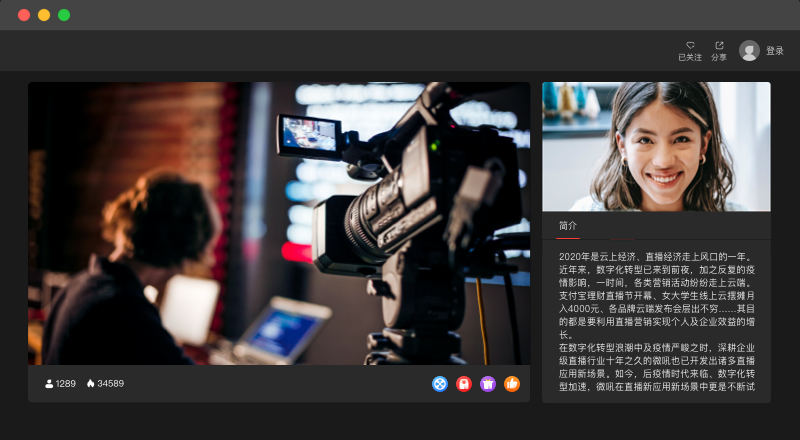 已关注 分享 登录
简介
2020年是云上经济、直播经济走上风口的一年。
近年来，数字化转型已来到前夜，加之反复的疫
情影响，一时间，各类营销活动纷纷走上云端。
支付宝理财直播节开幕、女大学生线上云摆摊月
入4000元、各品牌云端发布会层出不穷……其目
的都是要利用直播营销实现个人及企业效益的增
长。
在数字化转型浪潮中及疫情严峻之时，深耕企业
级直播行业十年之久的微吼也已开发出诸多直播
应用新场景。如今，后疫情时代来临、数字化转
型加速，微吼在直播新应用新场景中更是不断试
1289 34589